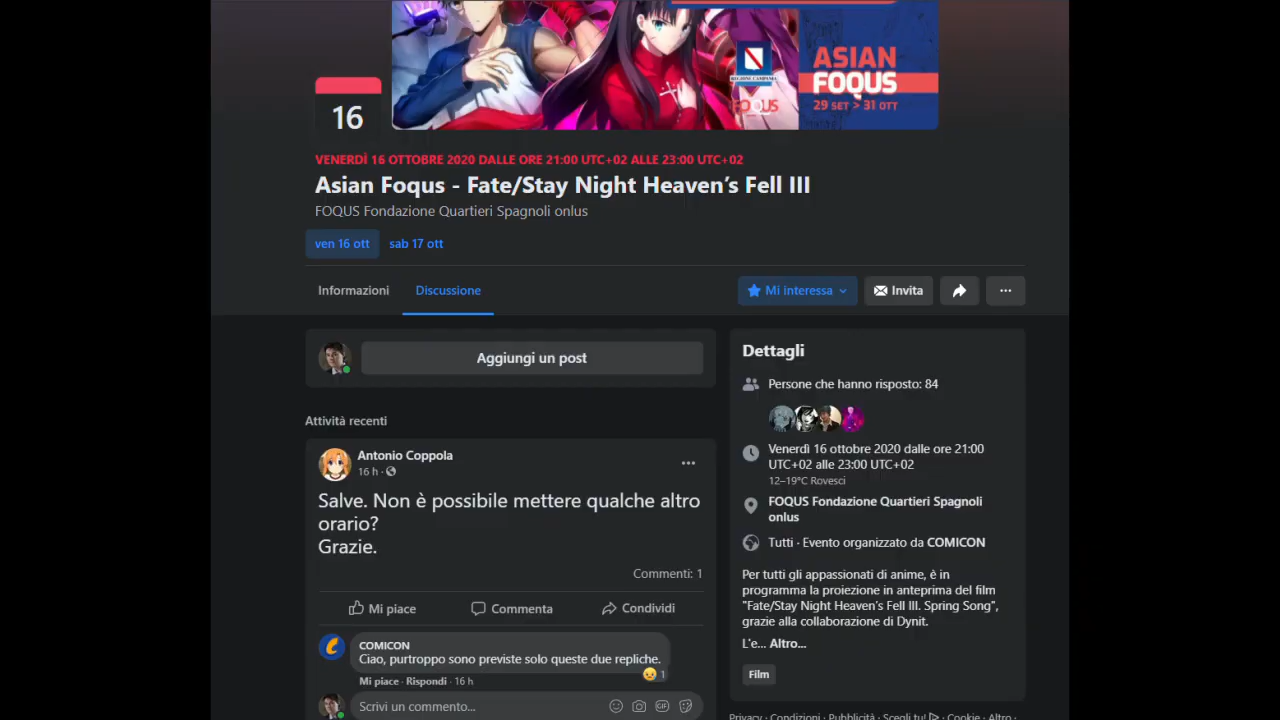 REGIONE CAMPANIA
FOQUS
ASIAN
FOQUS
29 SET > 31 OTT
16
VENERDÌ 16 OTTOBRE 2020 DALLE ORE 21:00 UTC+02 ALLE 23:00 UTC+02
Asian Foqus - Fate/Stay Night Heaven’s Fell III
FOQUS Fondazione Quartieri Spagnoli onlus
ven 16 ott
sab 17 ott
Informazioni
Discussione
Mi interessa
Invita
Aggiungi un post
Attività recenti
Antonio Coppola
16 h ·
Salve. Non è possibile mettere qualche altro
orario?
Grazie.
Commenti: 1
Mi piace
Commenta
Condividi
COMICON
Ciao, purtroppo sono previste solo queste due repliche.
1
Mi piace · Rispondi · 16 h
Scrivi un commento...
GIF
Dettagli
Persone che hanno risposto: 84
Venerdì 16 ottobre 2020 dalle ore 21:00
UTC+02 alle 23:00 UTC+02
12–19°C Rovesci
FOQUS Fondazione Quartieri Spagnoli
onlus
Tutti · Evento organizzato da COMICON
Per tutti gli appassionati di anime, è in
programma la proiezione in anteprima del film
"Fate/Stay Night Heaven’s Fell III. Spring Song",
grazie alla collaborazione di Dynit.
L'e... Altro...
Film
Privacy · Condizioni · Pubblicità · Scegli tu! · Cookie · Altro ·